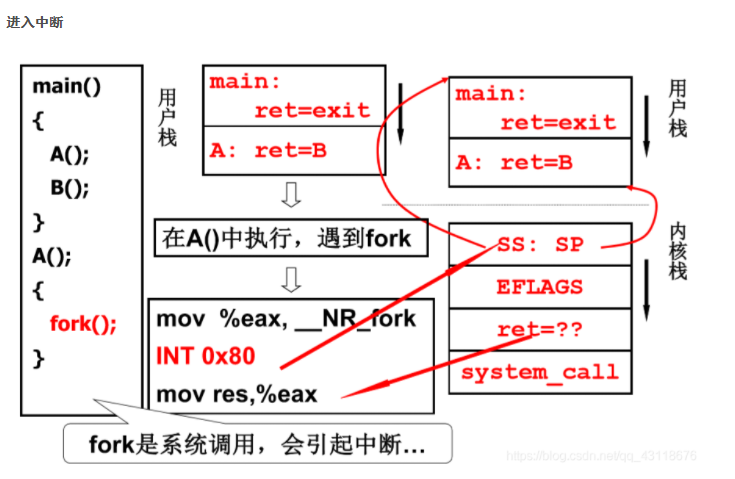 进入中断
main()
{
A();
B();
}
A();
{
fork();
}
用户栈
main:
ret=exit
A: ret=B
在A()中执行，遇到fork
mov %eax, __NR_fork
INT 0x80
mov res,%eax
main:
ret=exit
A: ret=B
用户栈
SS: SP
EFLAGS
ret=??
system_call
内核栈
fork是系统调用，会引起中断…
https://blog.csdn.net/qq_43118676